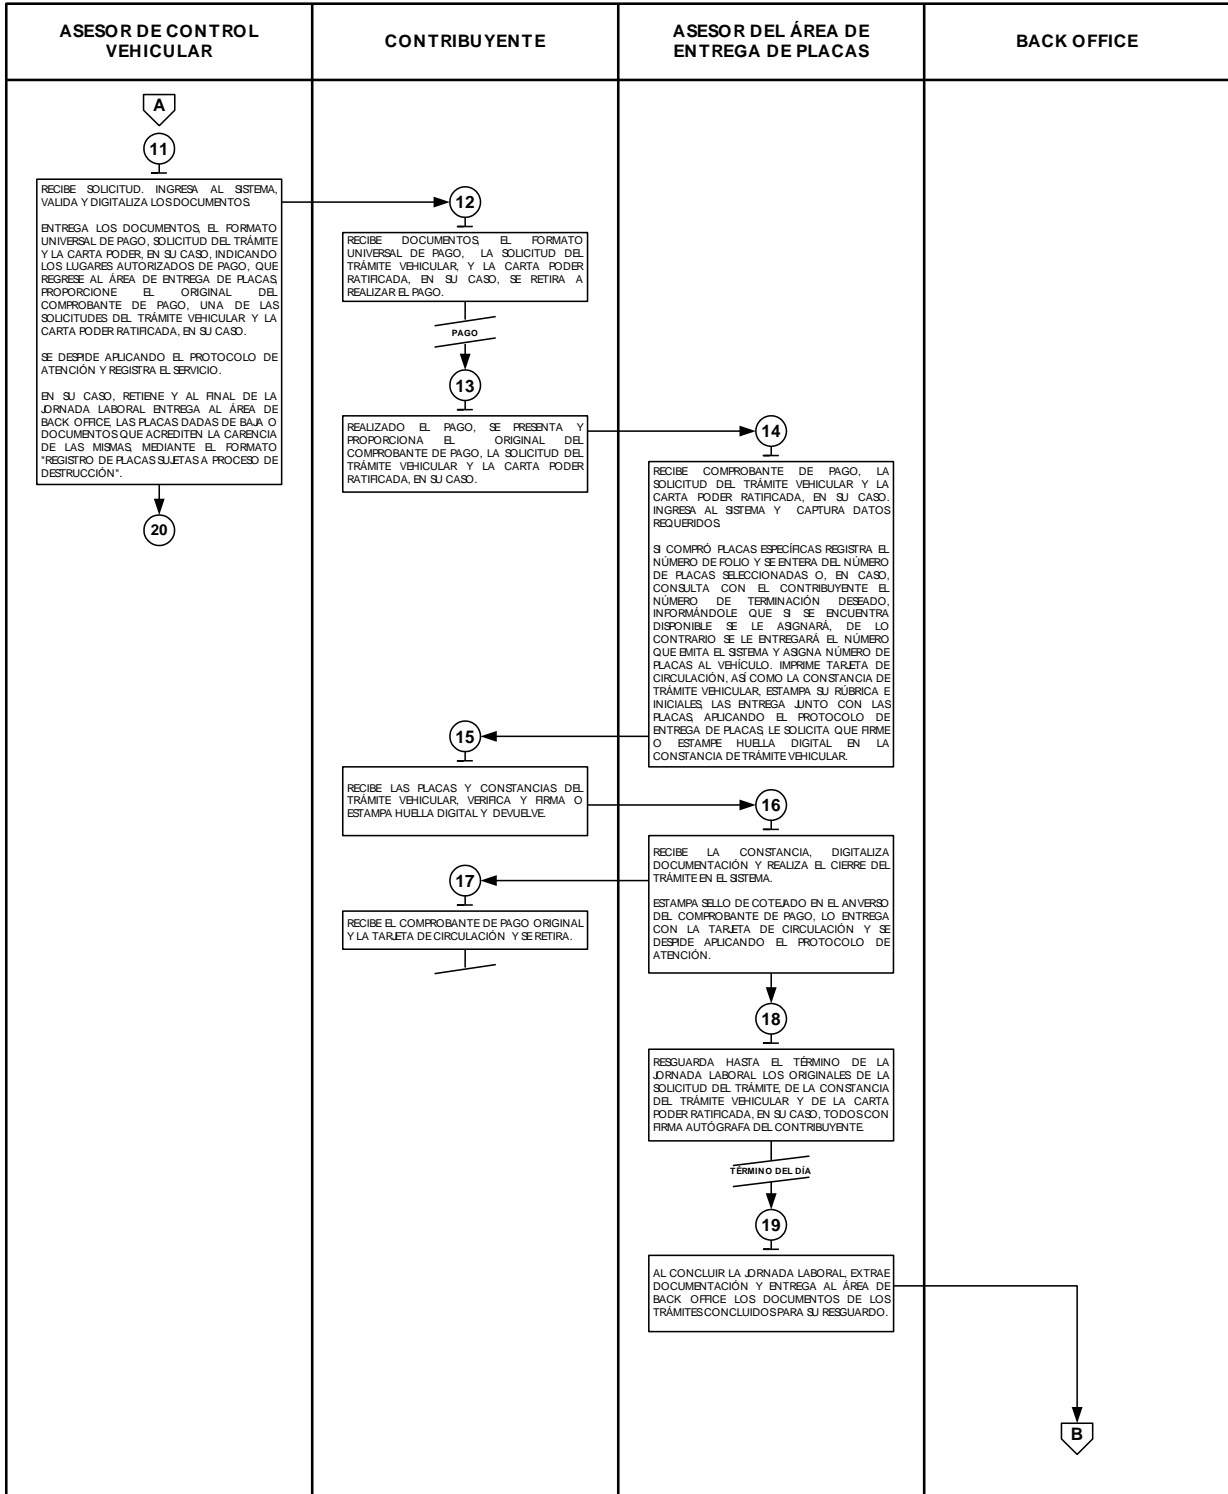 ASESOR DE CONTROL
VEHICULAR
CONTRIBUYENTE
ASESOR DEL ÁREA DE
ENTREGA DE PLACAS
BACK OFFICE
A
11
RECIBE SOLICITUD. INGRESA AL SISTEMA,
VALIDA Y DIGITALIZA LOS DOCUMENTOS.
ENTREGA LOS DOCUMENTOS, EL FORMATO
UNIVERSAL DE PAGO, SOLICITUD DEL TRÁMITE
Y LA CARTA PODER, EN SU CASO, INDICANDO
LOS LUGARES AUTORIZADOS DE PAGO, QUE
REGRESE AL ÁREA DE ENTREGA DE PLACAS,
PROPORCIONE EL ORIGINAL DEL
COMPROBANTE DE PAGO, UNA DE LAS
SOLICITUDES DEL TRÁMITE VEHICULAR Y LA
CARTA PODER RATIFICADA, EN SU CASO.
SE DESPIDE APLICANDO EL PROTOCOLO DE
ATENCIÓN Y REGISTRA EL SERVICIO.
EN SU CASO, RETIENE Y AL FINAL DE LA
JORNADA LABORAL ENTREGA AL ÁREA DE
BACK OFFICE, LAS PLACAS DADAS DE BAJA O
DOCUMENTOS QUE ACREDITEN LA CARENCIA
DE LAS MISMAS, MEDIANTE EL FORMATO
"REGISTRO DE PLACAS SUJETAS A PROCESO DE
DESTRUCCIÓN".
20
12
RECIBE DOCUMENTOS, EL FORMATO
UNIVERSAL DE PAGO, LA SOLICITUD DEL
TRÁMITE VEHICULAR, Y LA CARTA PODER
RATIFICADA, EN SU CASO, SE RETIRA A
REALIZAR EL PAGO.
PAGO
13
REALIZADO EL PAGO, SE PRESENTA Y
PROPORCIONA EL ORIGINAL DEL
COMPROBANTE DE PAGO, LA SOLICITUD DEL
TRÁMITE VEHICULAR Y LA CARTA PODER
RATIFICADA, EN SU CASO.
14
RECIBE COMPROBANTE DE PAGO, LA
SOLICITUD DEL TRÁMITE VEHICULAR Y LA
CARTA PODER RATIFICADA, EN SU CASO.
INGRESA AL SISTEMA Y CAPTURA DATOS
REQUERIDOS.
SI COMPRÓ PLACAS ESPECÍFICAS REGISTRA EL
NÚMERO DE FOLIO Y SE ENTERA DEL NÚMERO
DE PLACAS SELECCIONADAS O, EN CASO,
CONSULTA CON EL CONTRIBUYENTE EL
NÚMERO DE TERMINACIÓN DESEADO,
INFORMÁNDOLE QUE SI SE ENCUENTRA
DISPONIBLE SE LE ASIGNARÁ, DE LO
CONTRARIO SE LE ENTREGARÁ EL NÚMERO
QUE EMITA EL SISTEMA Y ASIGNA NÚMERO DE
PLACAS AL VEHÍCULO. IMPRIME TARJETA DE
CIRCULACIÓN, ASÍ COMO LA CONSTANCIA DE
TRÁMITE VEHICULAR, ESTAMPA SU RÚBRICA E
INICIALES, LAS ENTREGA JUNTO CON LAS
PLACAS, APLICANDO EL PROTOCOLO DE
ENTREGA DE PLACAS, LE SOLICITA QUE FIRME
O ESTAMPE HUELLA DIGITAL EN LA
CONSTANCIA DE TRÁMITE VEHICULAR.
15
RECIBE LAS PLACAS Y CONSTANCIAS DEL
TRÁMITE VEHICULAR, VERIFICA Y FIRMA O
ESTAMPA HUELLA DIGITAL Y DEVUELVE.
16
RECIBE LA CONSTANCIA, DIGITALIZA
DOCUMENTACIÓN Y REALIZA EL CIERRE DEL
TRÁMITE EN EL SISTEMA.
ESTAMPA SELLO DE COTEJADO EN EL ANVERSO
DEL COMPROBANTE DE PAGO, LO ENTREGA
CON LA TARJETA DE CIRCULACIÓN Y SE
DESPIDE APLICANDO EL PROTOCOLO DE
ATENCIÓN.
17
RECIBE EL COMPROBANTE DE PAGO ORIGINAL
Y LA TARJETA DE CIRCULACIÓN Y SE RETIRA.
18
RESGUARDA HASTA EL TÉRMINO DE LA
JORNADA LABORAL LOS ORIGINALES DE LA
SOLICITUD DEL TRÁMITE, DE LA CONSTANCIA
DEL TRÁMITE VEHICULAR Y DE LA CARTA
PODER RATIFICADA, EN SU CASO, TODOS CON
FIRMA AUTÓGRAFA DEL CONTRIBUYENTE.
TÉRMINO DEL DÍA
19
AL CONCLUIR LA JORNADA LABORAL, EXTRAE
DOCUMENTACIÓN Y ENTREGA AL ÁREA DE
BACK OFFICE LOS DOCUMENTOS DE LOS
TRÁMITES CONCLUIDOS PARA SU RESGUARDO.
B